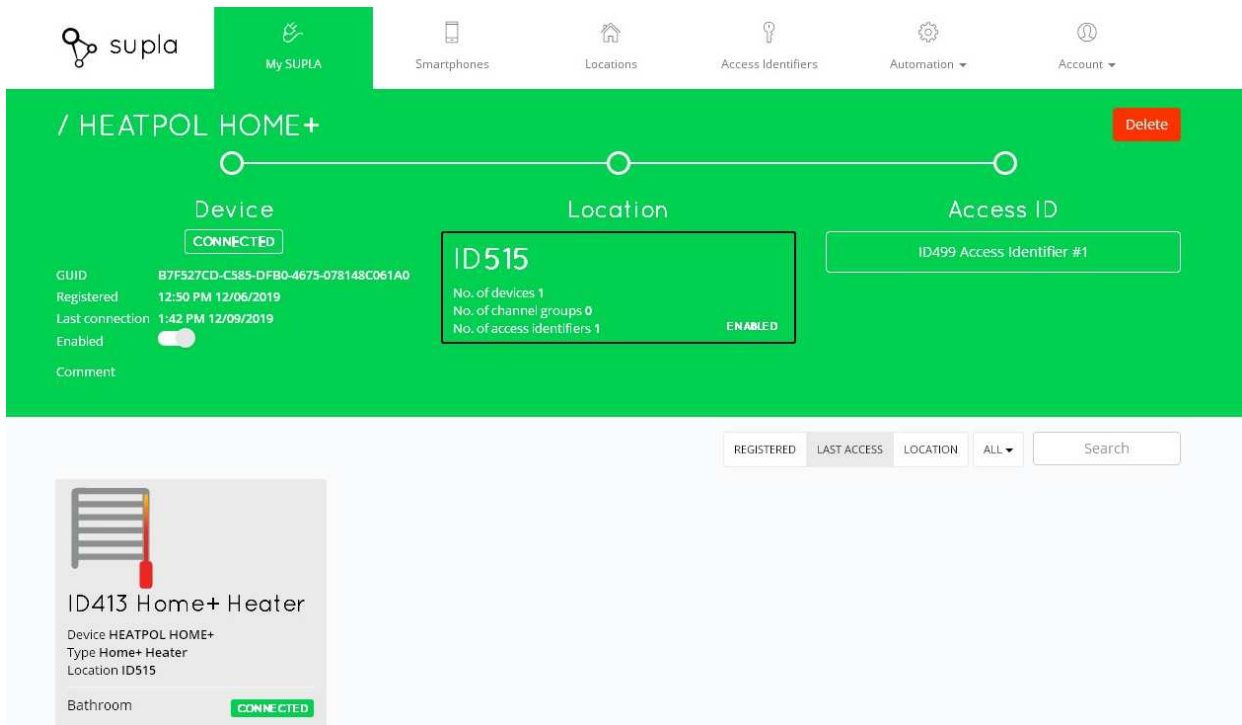 supla
My SUPLA
Smartphones
Locations
Access Identifiers
Automation
Account
/ HEATPOL HOME+
Delete
Device
CONNECTED
GUID B7F527CD-C585-DFB0-4675-078148C061A0
Registered 12:50 PM 12/06/2019
Last connection 1:42 PM 12/09/2019
Enabled
Comment
Location
ID515
No. of devices 1
No. of channel groups 0
No. of access identifiers 1
ENABLED
Access ID
ID499 Access Identifier #1
REGISTERED LAST ACCESS LOCATION ALL Search
ID413 Home+ Heater
Device HEATPOL HOME+
Type Home+ Heater
Location ID515
Bathroom CONNECTED